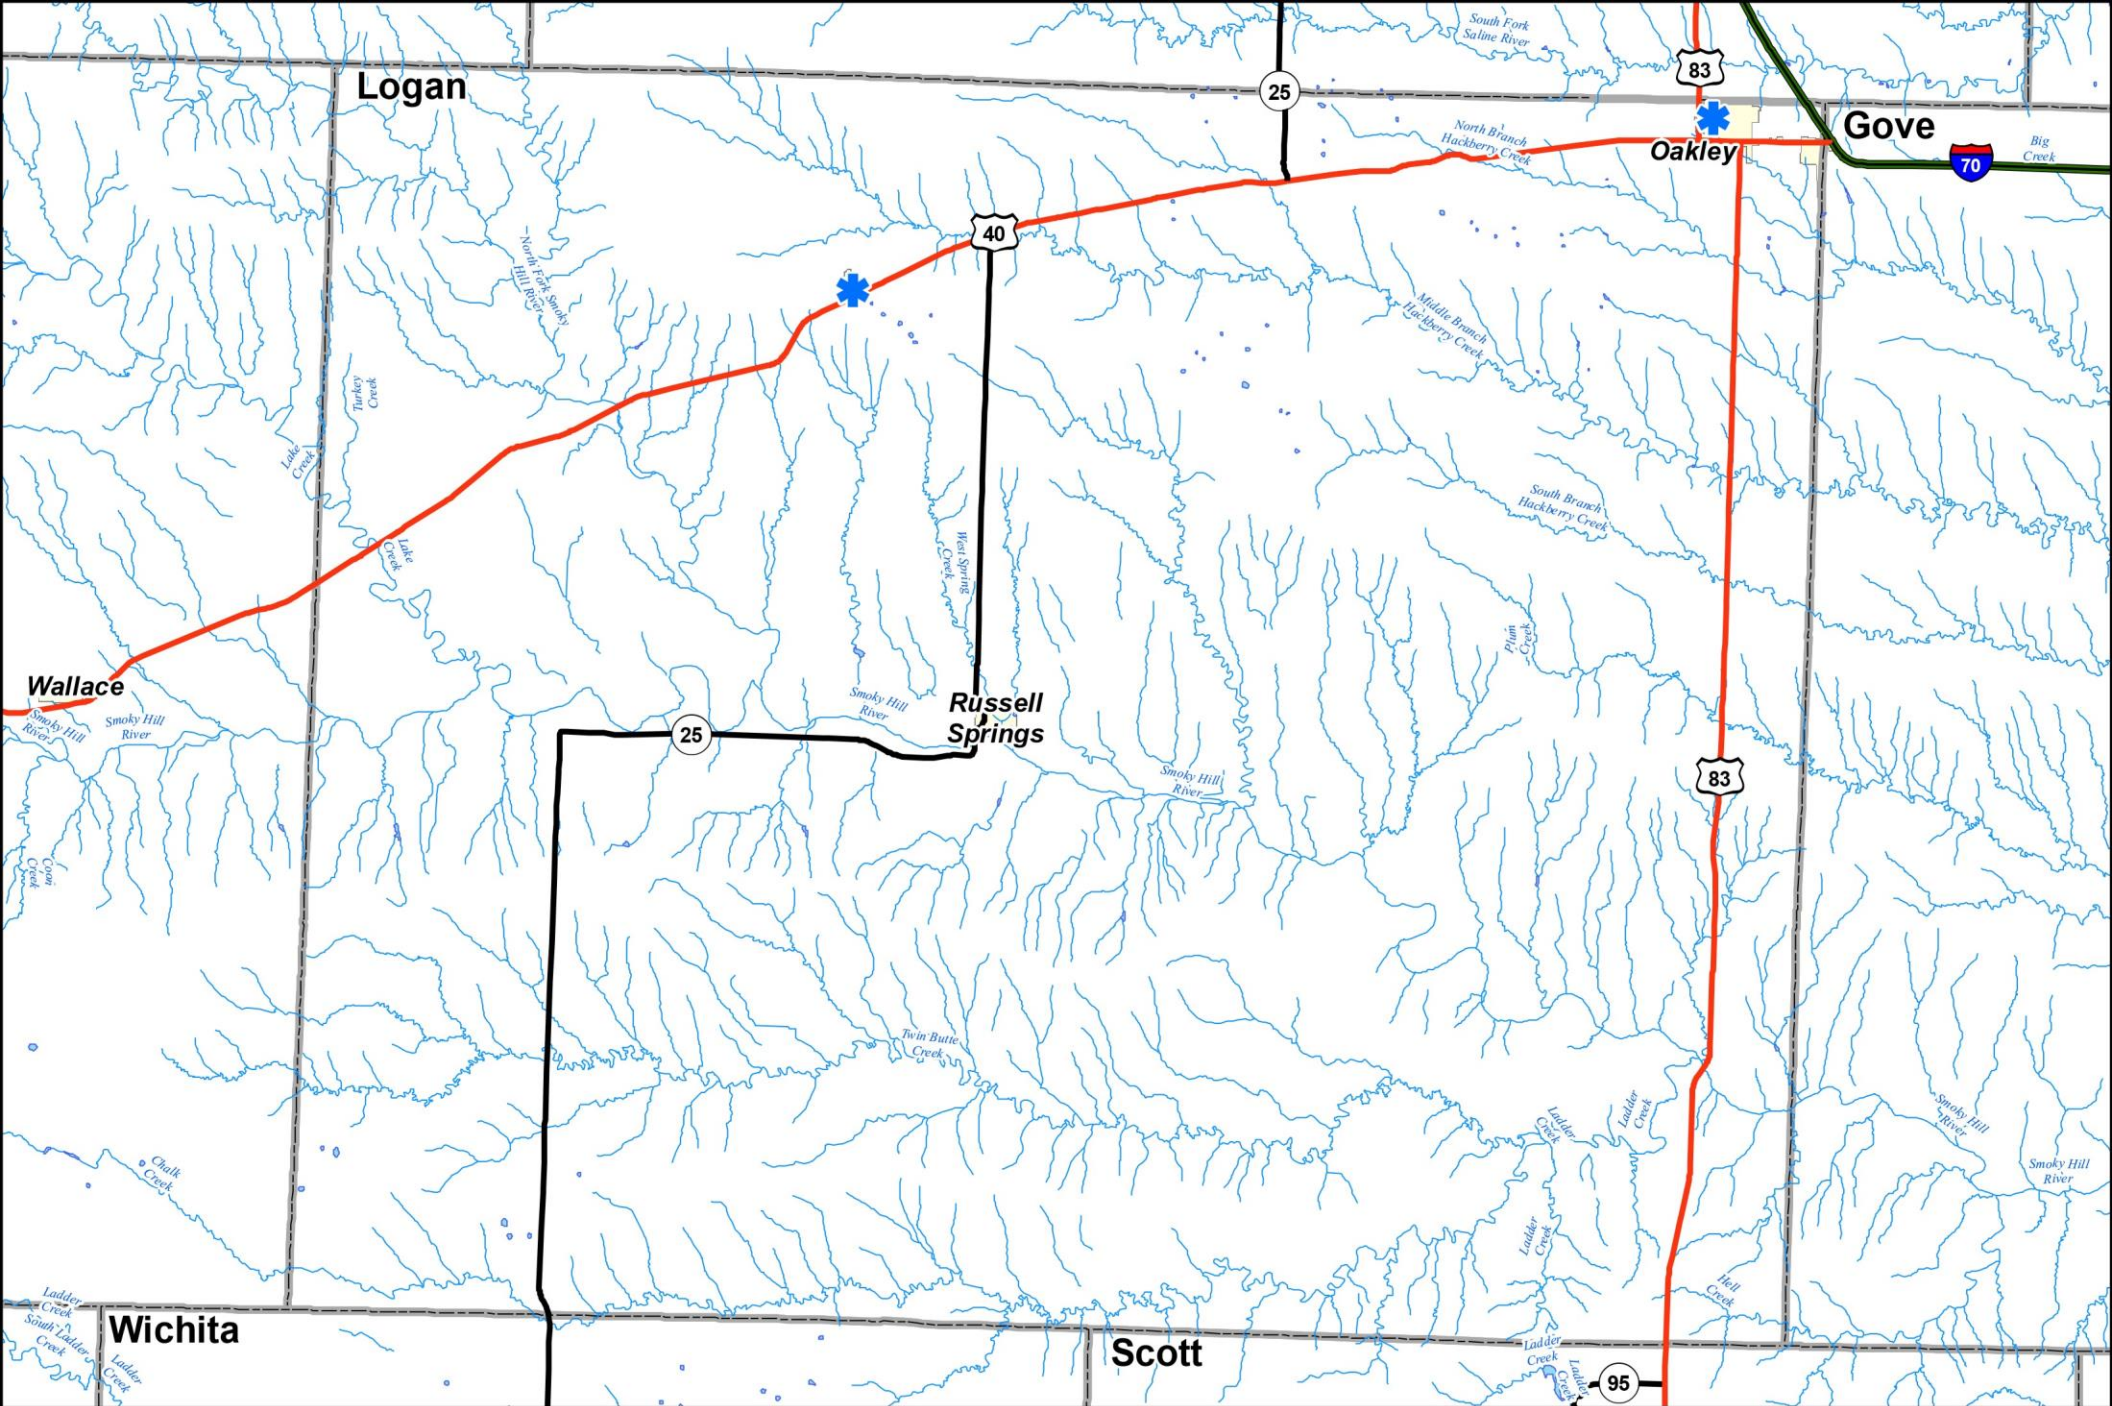 South Fork
Saline River
Logan
25
83
Gove
North Branch
Hackberry Creek
Oakley
Big
Creek
70
40
North Fork Smoky
Hill River
Middle Branch
Hackberry Creek
Turkey
Creek
Lake
Creek
South Branch
Hackberry Creek
Lake
Creek
West Spring
Creek
Plum
Creek
Wallace
Smoky Hill
River
Smoky Hill
River
Smoky Hill
River
Russell
Springs
25
Smoky Hill
River
83
Coon
Creek
Twin Butte
Creek
Ladder
Creek
Ladder
Creek
Smoky Hill
River
Chalk
Creek
Smoky Hill
River
Ladder
Creek
Hell
Creek
Ladder
Creek
South Ladder
Creek
Wichita
Scott
Ladder
Creek
Ladder
Creek
Ladder
Creek
95